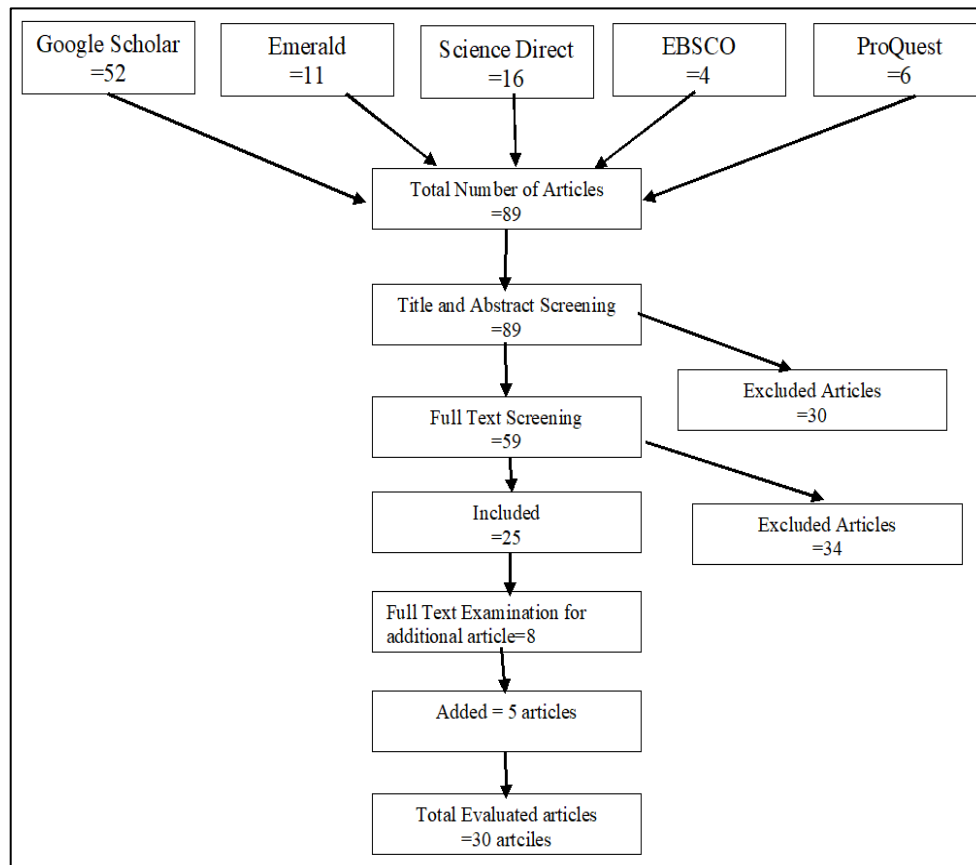 Google Scholar
=52
Emerald
=11
Science Direct
=16
EBSCO
=4
ProQuest
=6
Total Number of Articles
=89
Title and Abstract Screening
=89
Excluded Articles
=30
Full Text Screening
=59
Excluded Articles
=34
Included
=25
Full Text Examination for
additional article=8
Added = 5 articles
Total Evaluated articles
=30 artciles